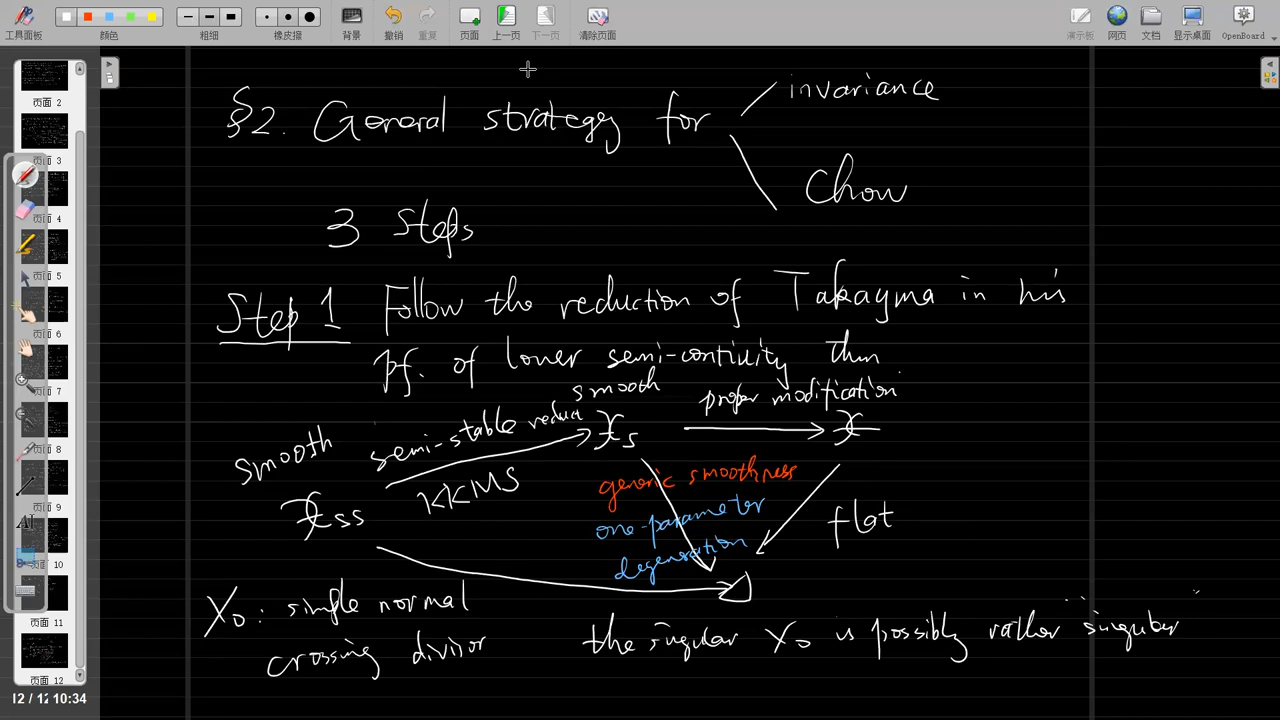 工具面板 颜色 粗细 橡皮擦 背景 撤销 重复 页面 上一页 下一页 清除页面 演示板 网页 文档 显示桌面 OpenBoard
页面 2
页面 3
页面 4
页面 5
页面 6
页面 7
页面 8
页面 9
页面 10
页面 11
页面 12
12 / 12 10:34
§2. General strategy for
invariance
Chow
3 steps
Step 1 Follow the reduction of Takayma in his
pf. of lower semi-contiuity thm
smooth
proper modification
smooth semi-stable reduct 𝒳s 𝒳
KKMS
generic smoothness
𝒳ss
one-parameter
flat
degeneration
Δ
X₀: simple normal
crossing divisor
the singular X₀ is possibly rather singular